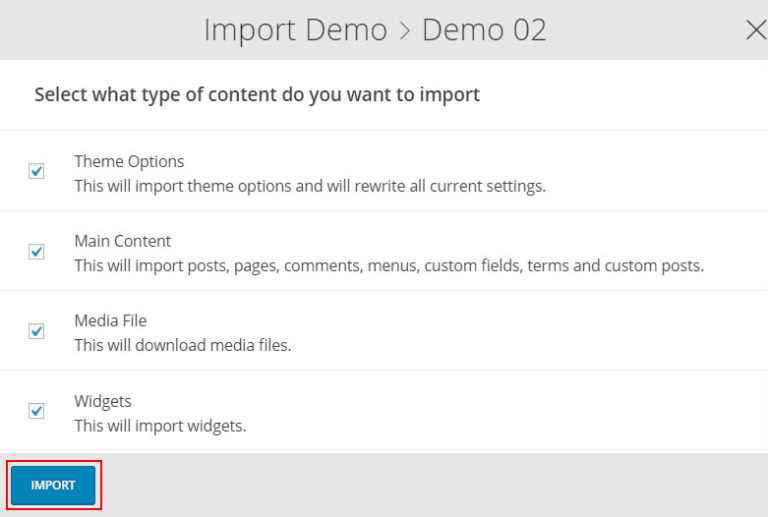 Import Demo > Demo 02
Select what type of content do you want to import
Theme Options
This will import theme options and will rewrite all current settings.
Main Content
This will import posts, pages, comments, menus, custom fields, terms and custom posts.
Media File
This will download media files.
Widgets
This will import widgets.
IMPORT